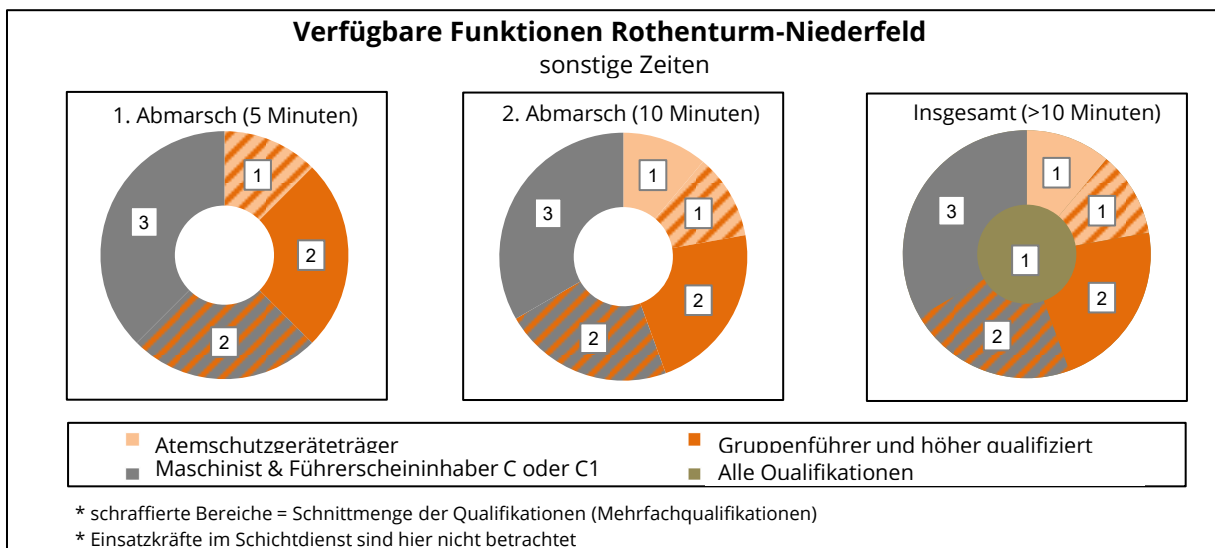 Verfügbare Funktionen Rothenturm-Niederfeld
sonstige Zeiten
1. Abmarsch (5 Minuten)
1
2
2
3
2. Abmarsch (10 Minuten)
1
1
2
2
3
Insgesamt (>10 Minuten)
1
1
2
2
3
1
Atemschutzgeräteträger
Gruppenführer und höher qualifiziert
Maschinist & Führerscheininhaber C oder C1
Alle Qualifikationen
* schraffierte Bereiche = Schnittmenge der Qualifikationen (Mehrfachqualifikationen)
* Einsatzkräfte im Schichtdienst sind hier nicht betrachtet